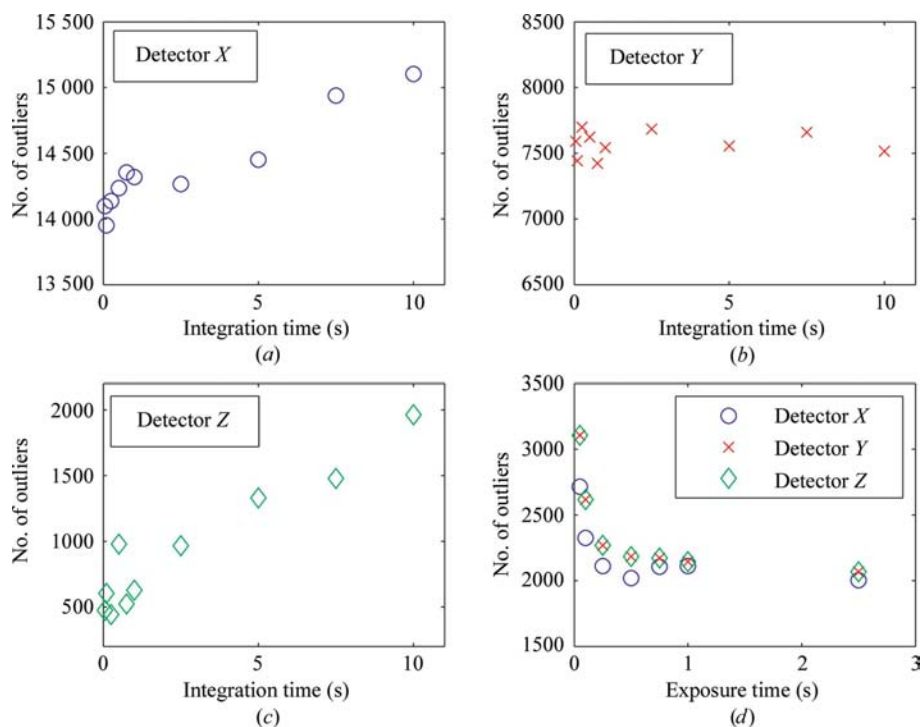 15 500
15 000
14 500
14 000
13 500
No. of outliers
Detector X
0
5
10
Integration time (s)
(a)
8500
8000
7500
7000
6500
No. of outliers
Detector Y
0
5
10
Integration time (s)
(b)
2000
1500
1000
500
No. of outliers
Detector Z
0
5
10
Integration time (s)
(c)
3500
3000
2500
2000
1500
No. of outliers
Detector X
Detector Y
Detector Z
0
1
2
3
Exposure time (s)
(d)